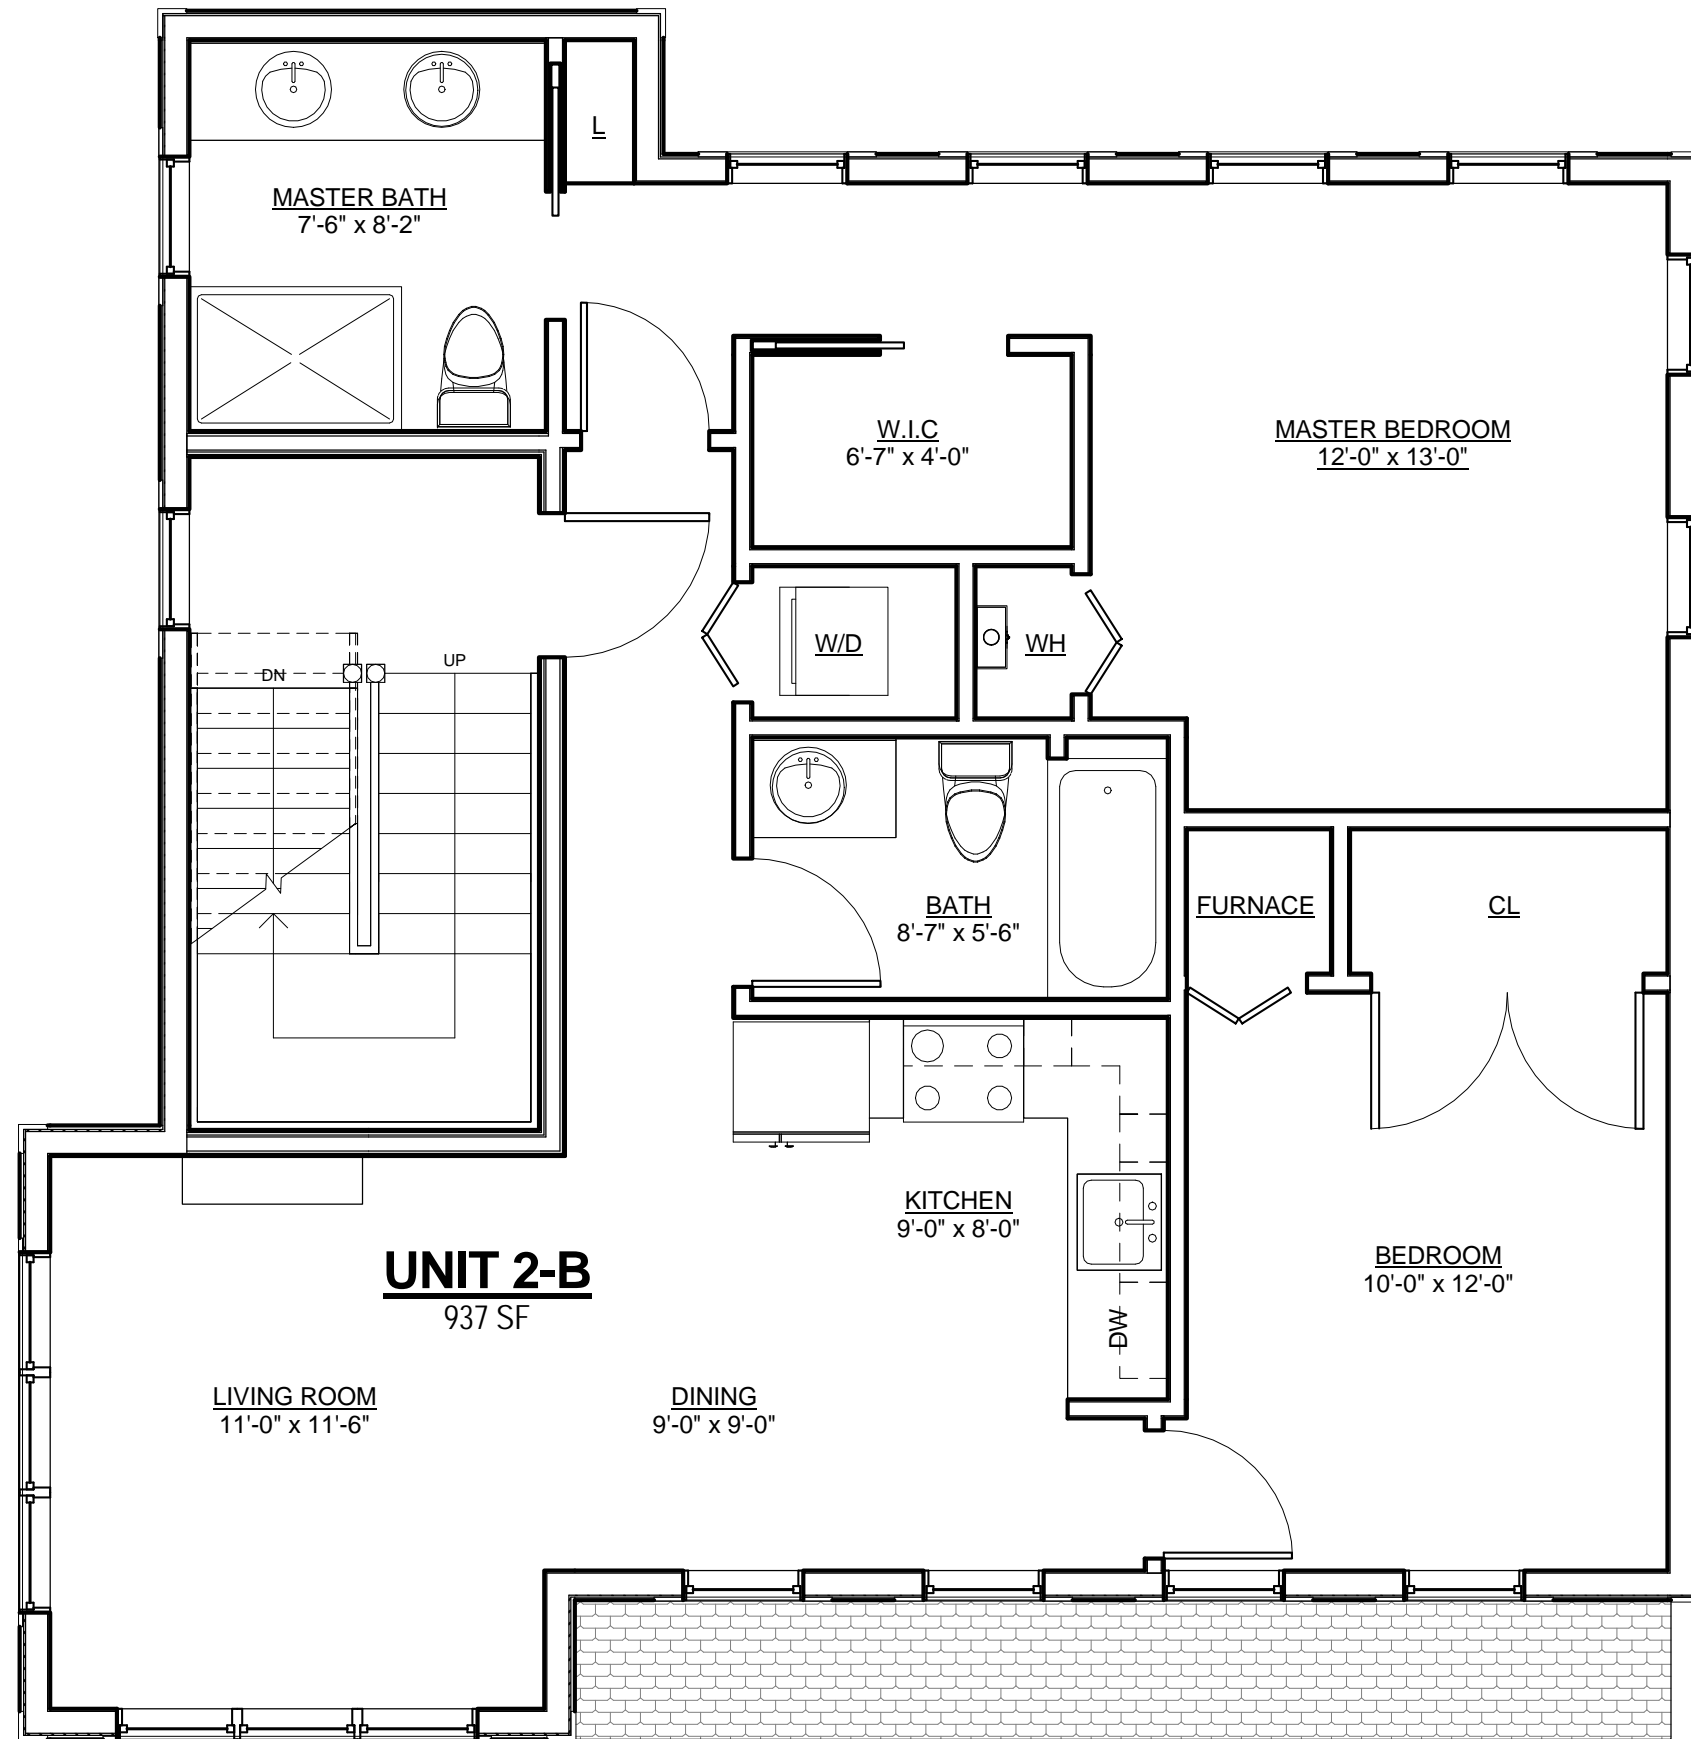 L
MASTER BATH
7'-6" x 8'-2"
W.I.C
6'-7" x 4'-0"
MASTER BEDROOM
12'-0" x 13'-0"
W/D
WH
UP
DN
BATH
8'-7" x 5'-6"
FURNACE
CL
KITCHEN
9'-0" x 8'-0"
UNIT 2-B
937 SF
BEDROOM
10'-0" x 12'-0"
DW
LIVING ROOM
11'-0" x 11'-6"
DINING
9'-0" x 9'-0"